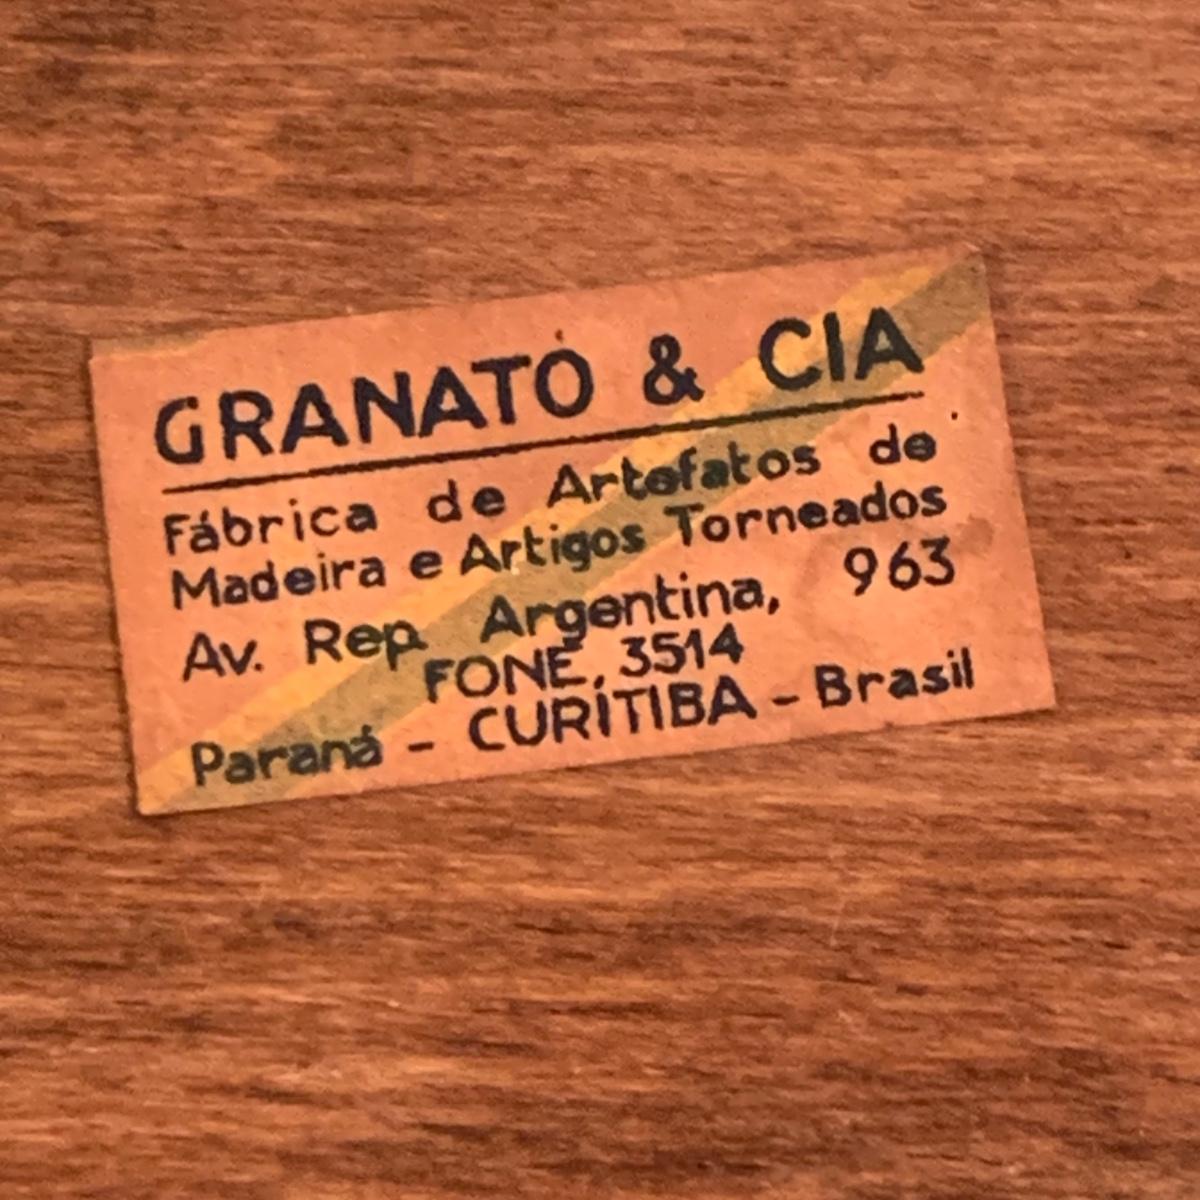 GRANATO & CIA
Fábrica de Artefatos de
Madeira e Artigos Torneados
Av. Rep. Argentina, 963
FONE, 3514
Paraná - CURITIBA - Brasil